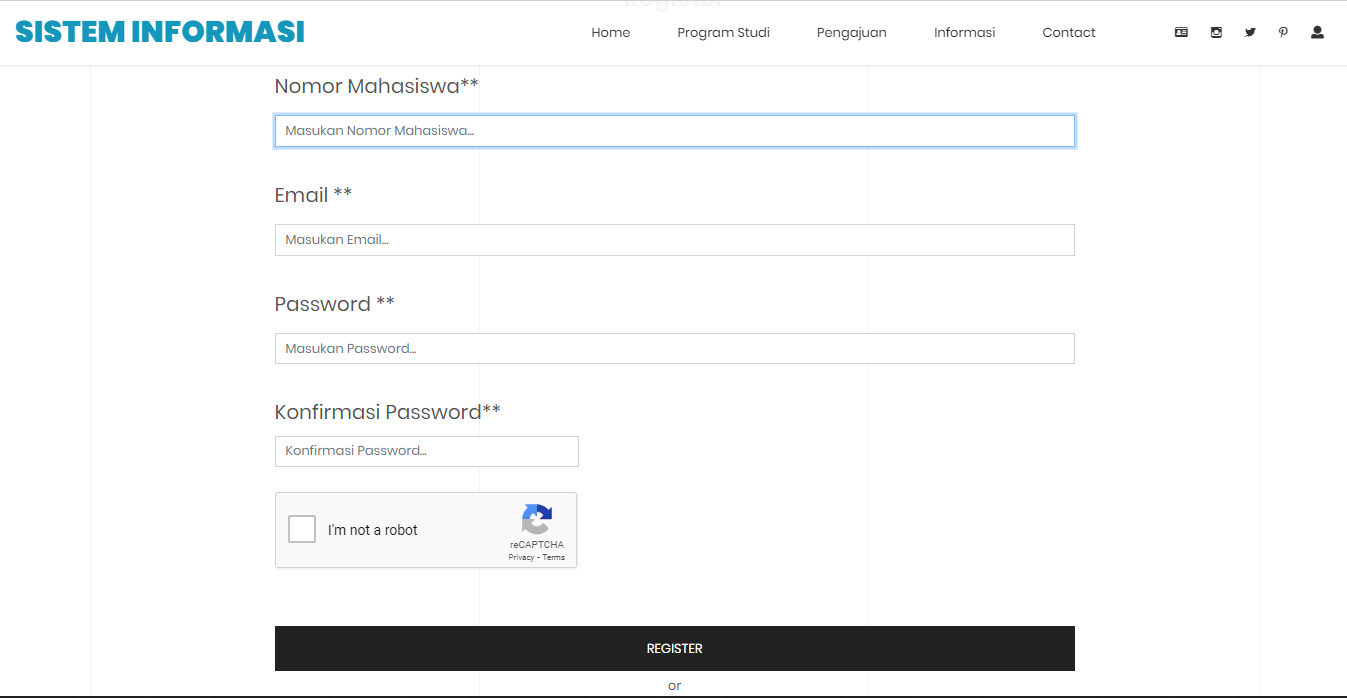 Register
SISTEM INFORMASI
Home Program Studi Pengajuan Informasi Contact
Nomor Mahasiswa**
Masukan Nomor Mahasiswa...
Email **
Masukan Email...
Password **
Masukan Password...
Konfirmasi Password**
Konfirmasi Password...
I'm not a robot
reCAPTCHA
Privacy - Terms
REGISTER
or